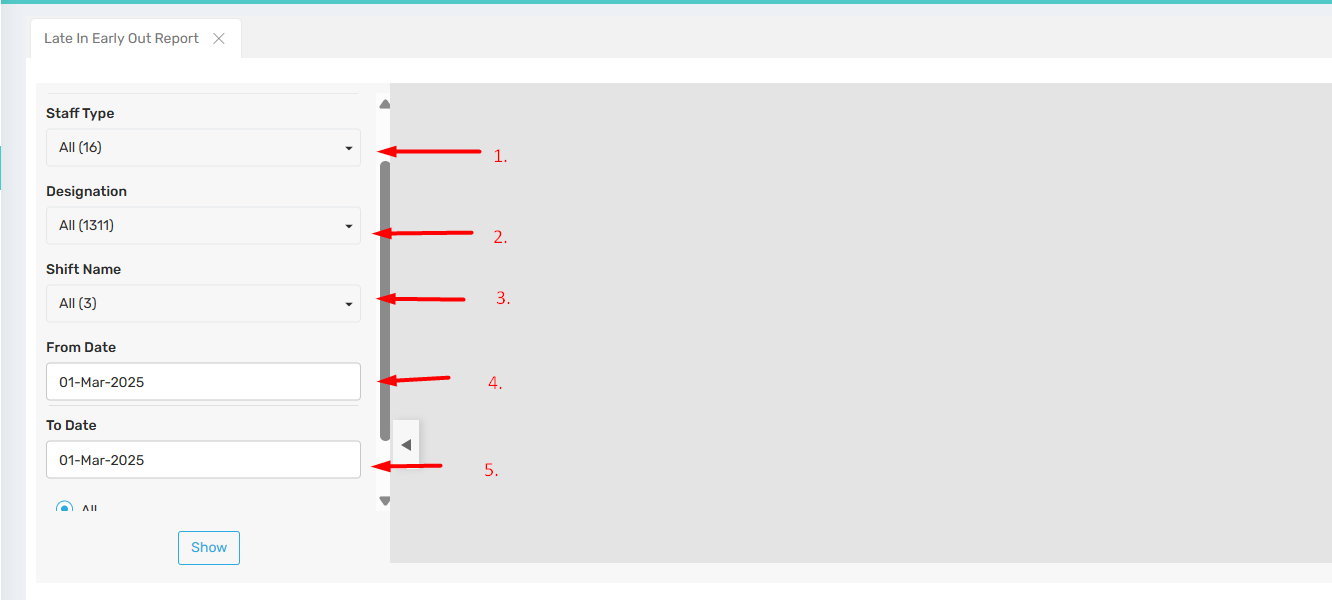 Late In Early Out Report
Staff Type
All (16)
1.
Designation
All (1311)
2.
Shift Name
All (3)
3.
From Date
01-Mar-2025
4.
To Date
01-Mar-2025
5.
All
Show